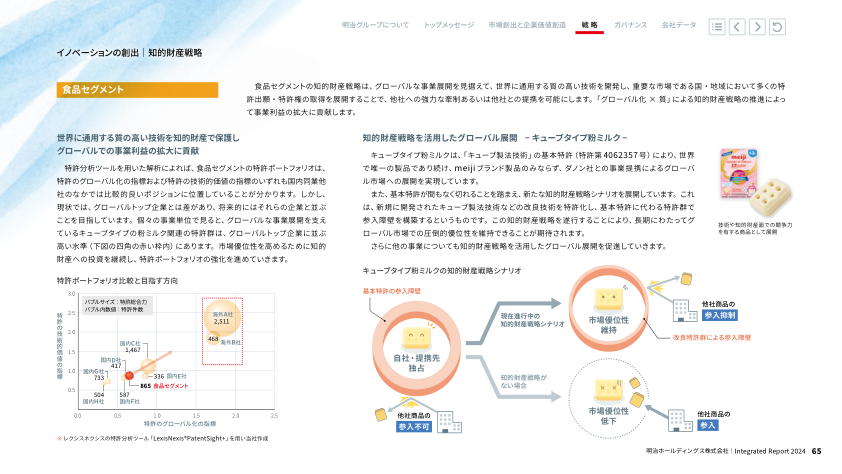 明治グループについて
トップメッセージ
市場創出と企業価値創造
戦 略
ガバナンス
会社データ
イノベーションの創出｜知的財産戦略
食品セグメント
食品セグメントの知的財産戦略は、グローバルな事業展開を見据えて、世界に通用する質の高い技術を開発し、重要な市場である国・地域において多くの特
許出願・特許権の取得を展開することで、他社への強力な牽制あるいは他社との提携を可能にします。「グローバル化 × 質」による知的財産戦略の推進によっ
て事業利益の拡大に貢献します。
世界に通用する質の高い技術を知的財産で保護し
グローバルでの事業利益の拡大に貢献
特許分析ツールを用いた解析によれば、食品セグメントの特許ポートフォリオは、
特許のグローバル化の指標および特許の技術的価値の指標のいずれも国内同業他
社のなかでは比較的良いポジションに位置していることが分かります。しかし、
現状では、グローバルトップ企業とは差があり、将来的にはそれらの企業と並ぶ
ことを目指しています。個々の事業単位で見ると、グローバルな事業展開を支え
ているキューブタイプの粉ミルク関連の特許群は、グローバルトップ企業に並ぶ
高い水準（下図の四角の赤い枠内）にあります。市場優位性を高めるために知的
財産への投資を継続し、特許ポートフォリオの強化を進めていきます。
特許ポートフォリオ比較と目指す方向
バブルサイズ：特許総合力
バブル内数値：特許件数
特許の技術的価値の指標
3.0
2.5
2.0
1.5
1.0
0.5
海外A社
2,511
468 海外B社
国内C社
1,467
国内D社
417
国内G社
733
336 国内E社
865 食品セグメント
504
国内H社
587
国内F社
0.0 0.5 1.0 1.5 2.0 2.5
特許のグローバル化の指標
※ レクシスネクシスの特許分析ツール「LexisNexis®PatentSight+」を用い当社作成
知的財産戦略を活用したグローバル展開 －キューブタイプ粉ミルク－
キューブタイプ粉ミルクは、「キューブ製法技術」の基本特許（特許第4062357号）により、世界
で唯一の製品であり続け、meijiブランド製品のみならず、ダノン社との事業提携によるグローバ
ル市場への展開を実現しています。
また、基本特許が間もなく切れることを踏まえ、新たな知的財産戦略シナリオを展開しています。これ
は、新規に開発されたキューブ製法技術などの改良技術を特許化し、基本特許に代わる特許群で
参入障壁を構築するというものです。この知的財産戦略を遂行することにより、長期にわたってグ
ローバル市場での圧倒的優位性を維持できることが期待されます。
さらに他の事業についても知的財産戦略を活用したグローバル展開を促進していきます。
meiji
技術や知的財産面での競争力
を有する商品として展開
キューブタイプ粉ミルクの知的財産戦略シナリオ
基本特許の参入障壁
自社・提携先
独占
他社商品の
参入不可
現在進行中の
知的財産戦略シナリオ
知的財産戦略が
ない場合
市場優位性
維持
他社商品の
参入抑制
改良特許群による参入障壁
市場優位性
低下
他社商品の
参入
明治ホールディングス株式会社｜Integrated Report 2024 65